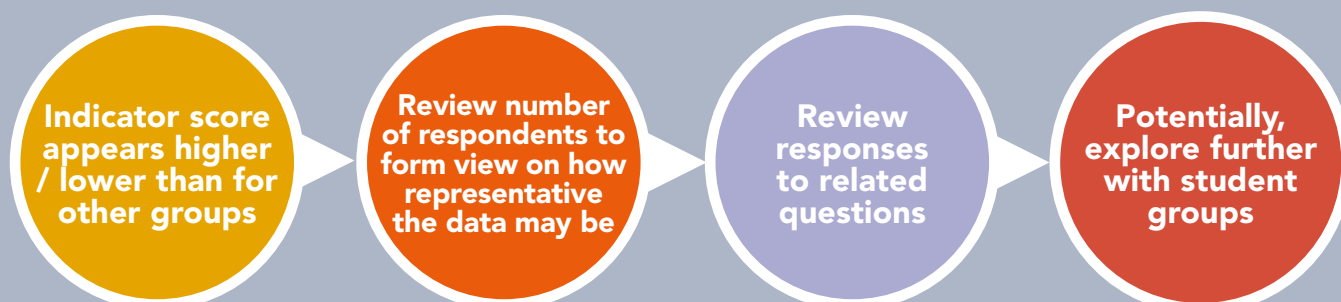 Indicator score
appears higher
/ lower than for
other groups
Review number
of respondents to
form view on how
representative
the data may be
Review
responses
to related
questions
Potentially,
explore further
with student
groups